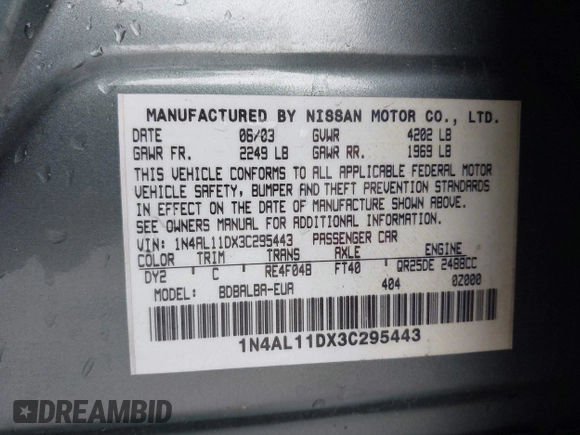 MANUFACTURED BY NISSAN MOTOR CO., LTD.
DATE 06/03 GVWR 4202 LB
GAWR FR. 2249 LB GAWR RR. 1969 LB
THIS VEHICLE CONFORMS TO ALL APPLICABLE FEDERAL MOTOR
VEHICLE SAFETY, BUMPER AND THEFT PREVENTION STANDARDS
IN EFFECT ON THE DATE OF MANUFACTURE SHOWN ABOVE.
SEE OWNERS MANUAL FOR ADDITIONAL INFORMATION.
VIN: 1N4AL11DX3C295443 PASSENGER CAR
COLOR TRIM TRANS AXLE ENGINE
DY2 C RE4F04B FT40 QR25DE 2488CC
MODEL: BDBALBA-EUA 404 0Z000
1N4AL11DX3C295443
DREAMBID